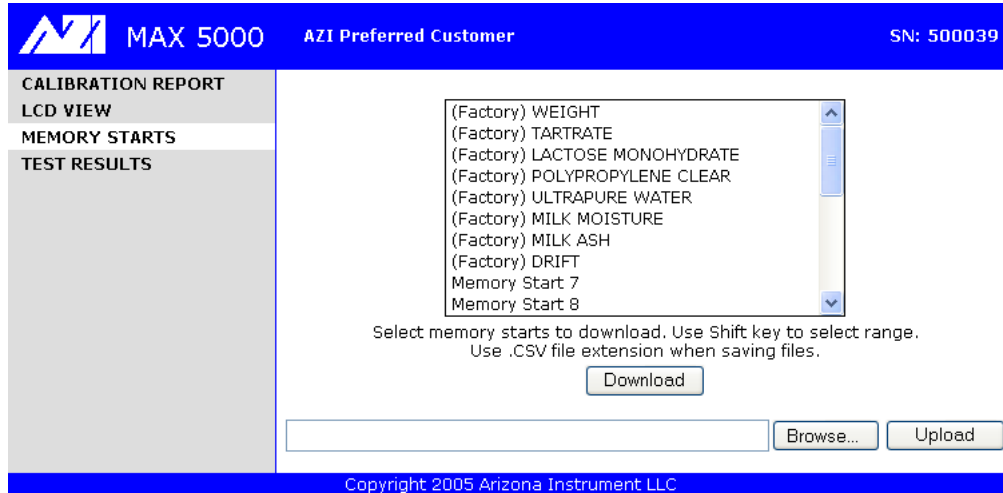 AZI MAX 5000 AZI Preferred Customer SN: 500039
CALIBRATION REPORT
LCD VIEW
MEMORY STARTS
TEST RESULTS
(Factory) WEIGHT
(Factory) TARTRATE
(Factory) LACTOSE MONOHYDRATE
(Factory) POLYPROPYLENE CLEAR
(Factory) ULTRAPURE WATER
(Factory) MILK MOISTURE
(Factory) MILK ASH
(Factory) DRIFT
Memory Start 7
Memory Start 8
Select memory starts to download. Use Shift key to select range.
Use .CSV file extension when saving files.
Download
Browse... Upload
Copyright 2005 Arizona Instrument LLC